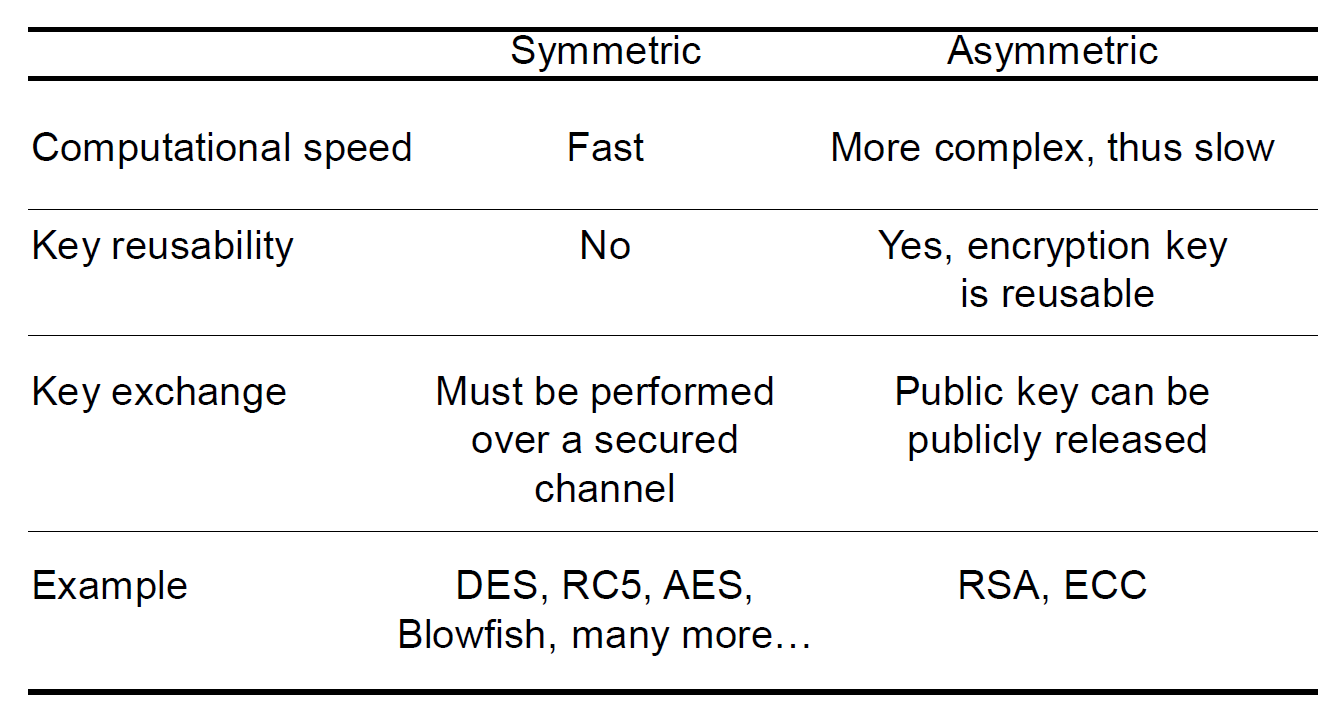 Symmetric Asymmetric
Computational speed Fast More complex, thus slow
Key reusability No Yes, encryption key
is reusable
Key exchange Must be performed Public key can be
over a secured publicly released
channel
Example DES, RC5, AES, RSA, ECC
Blowfish, many more…